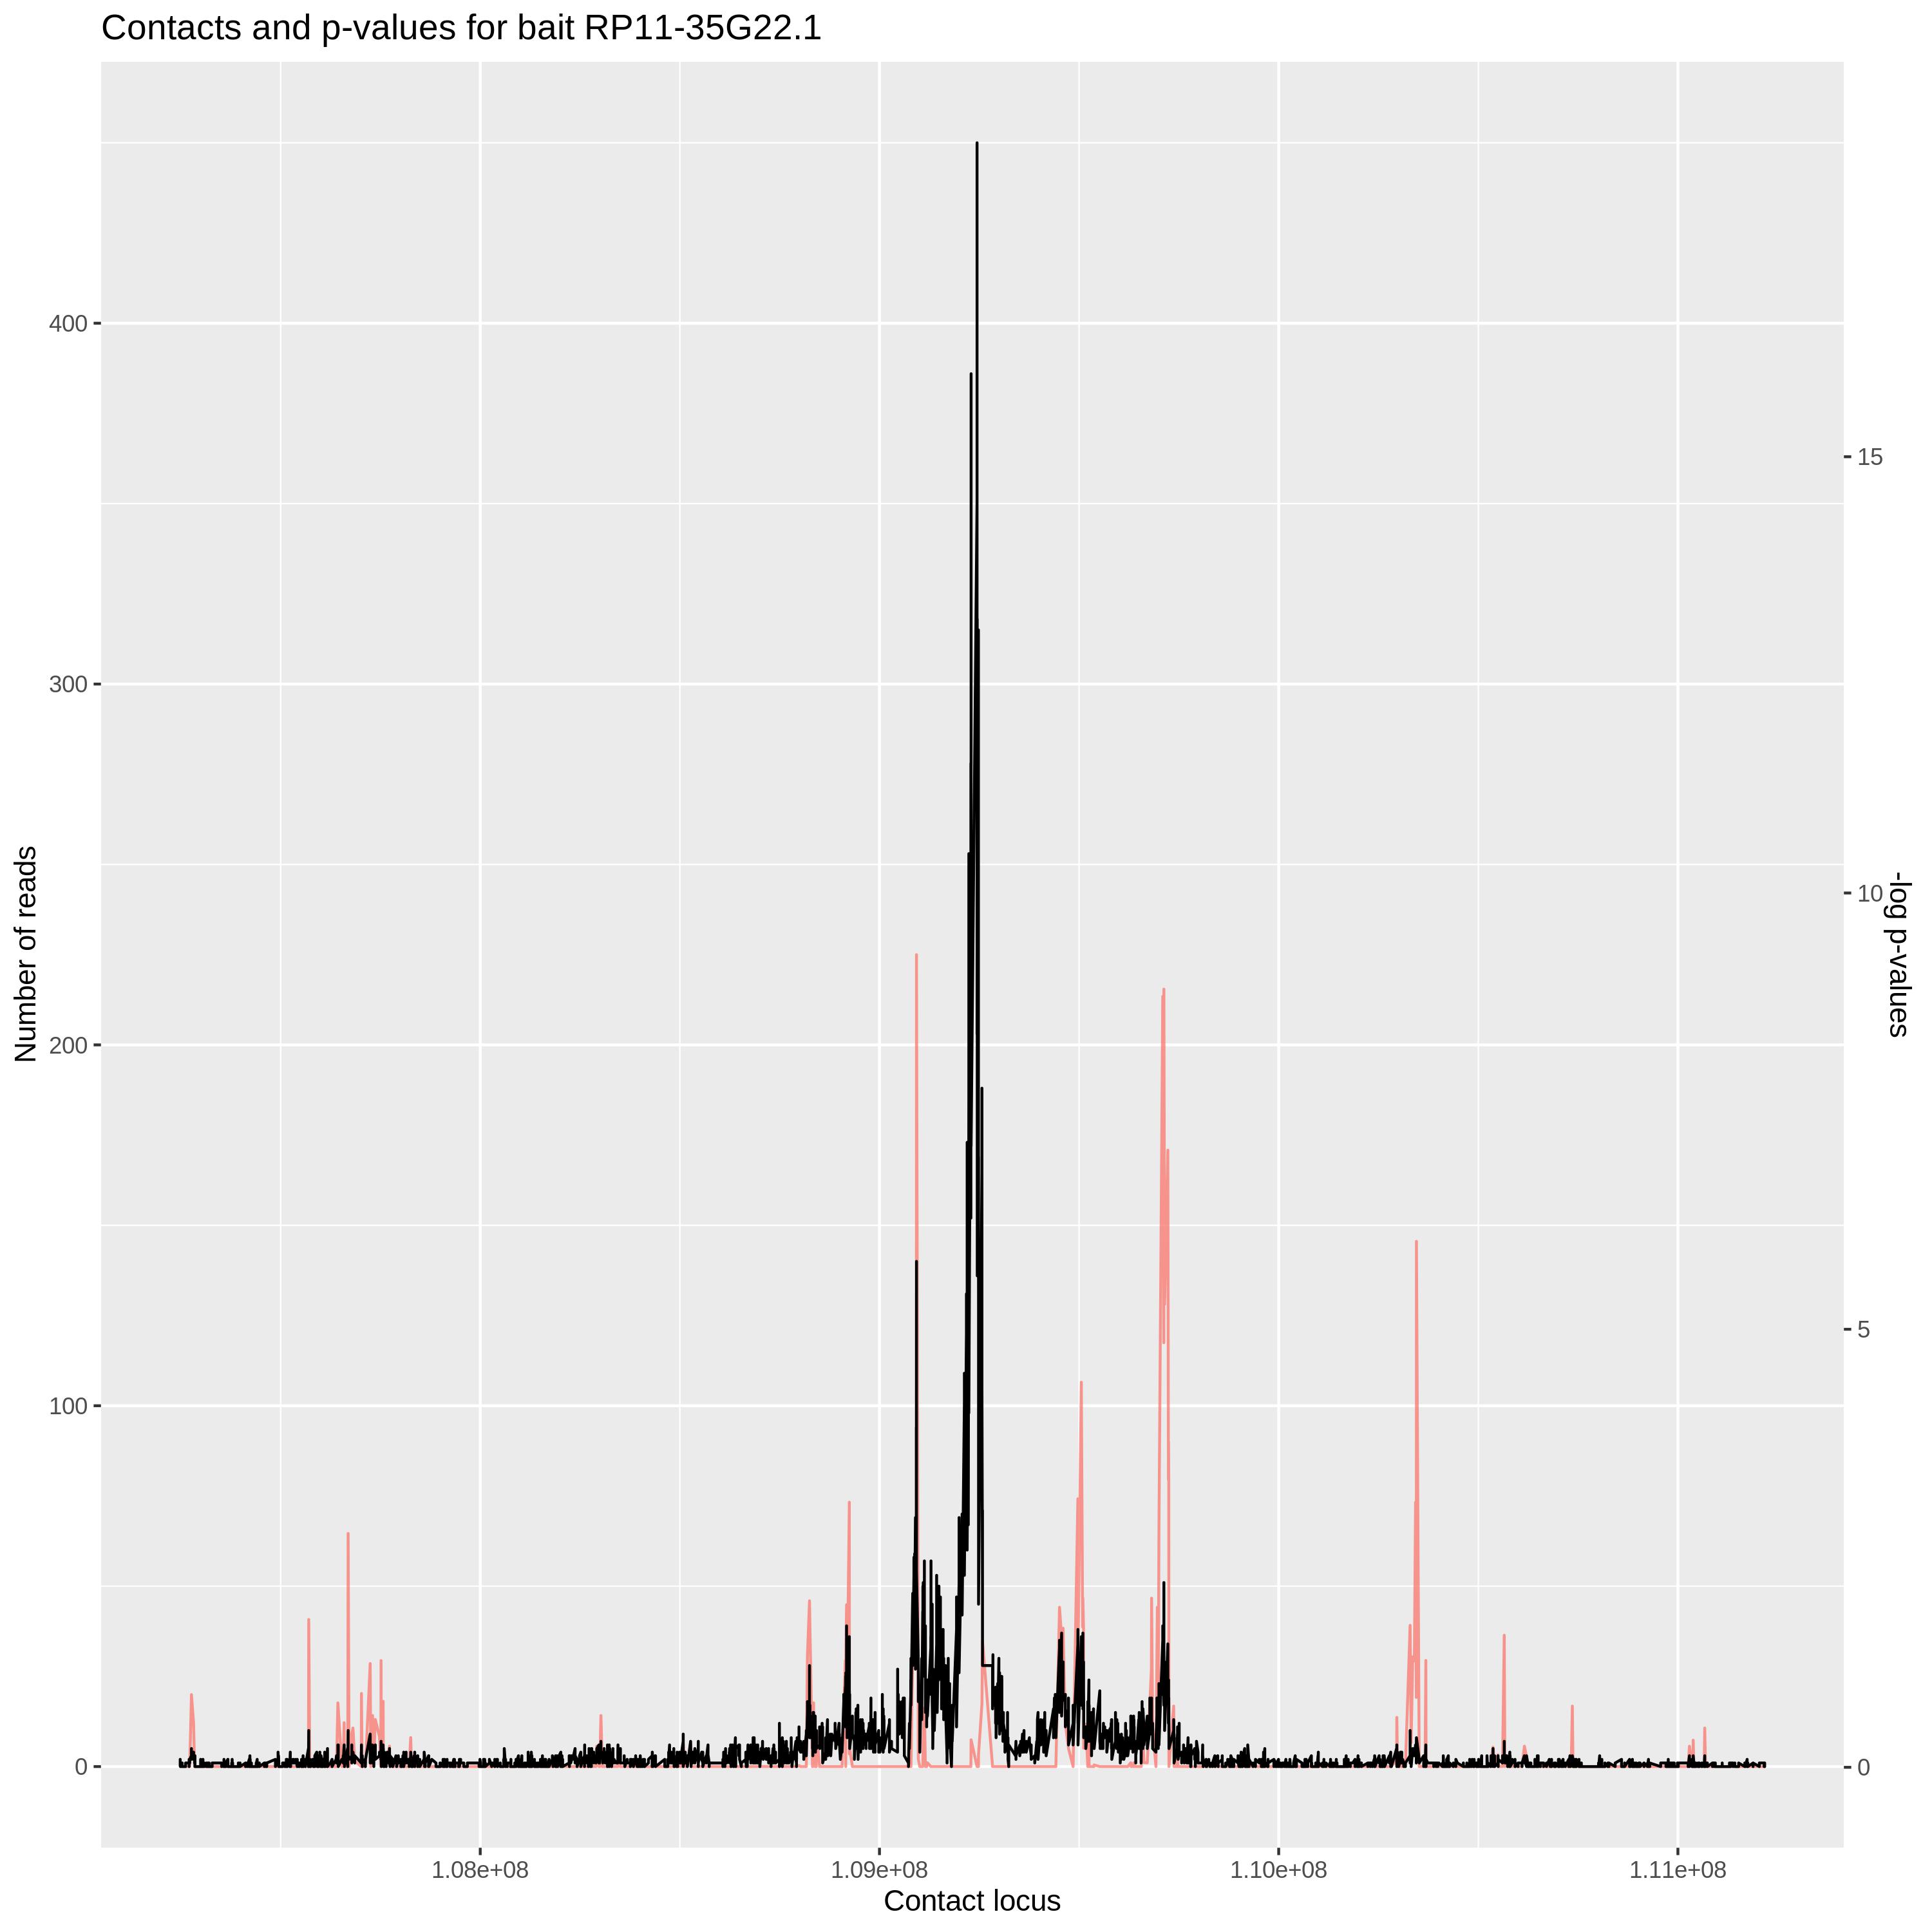 Contacts and p-values for bait RP11-35G22.1
400
300
200
100
0
Number of reads
15
10
5
0
-log p-values
1.08e+08
1.09e+08
1.10e+08
1.11e+08
Contact locus